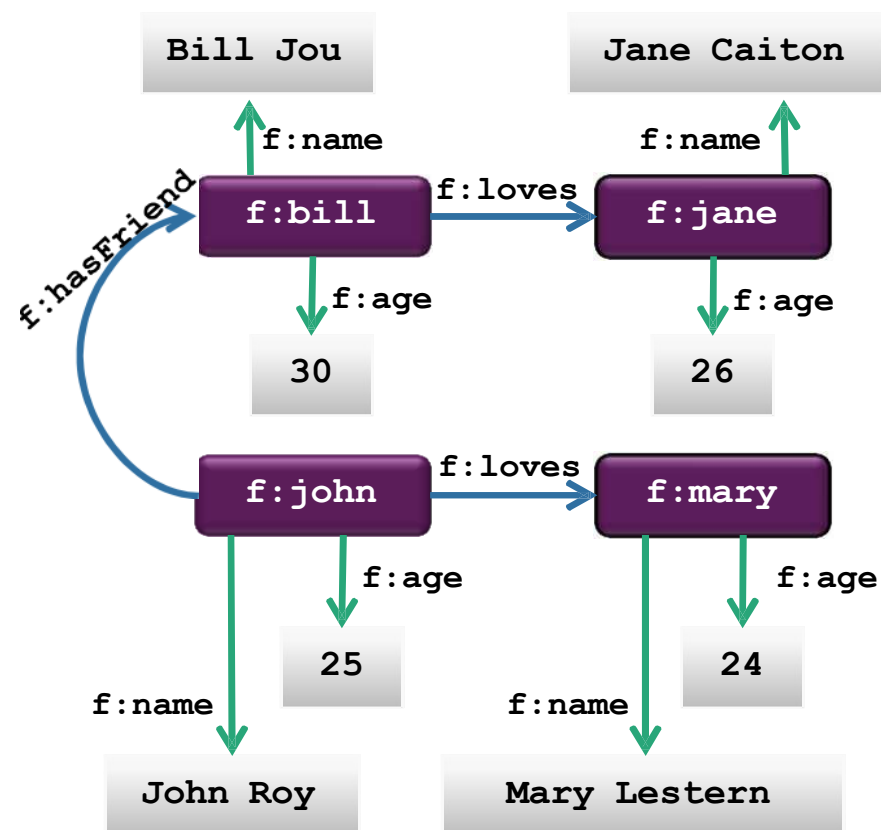 Bill Jou
Jane Caiton
f:name
f:name
f:hasFriend
f:bill
f:loves
f:jane
f:age
f:age
30
26
f:john
f:loves
f:mary
f:age
f:age
25
24
f:name
f:name
John Roy
Mary Lestern